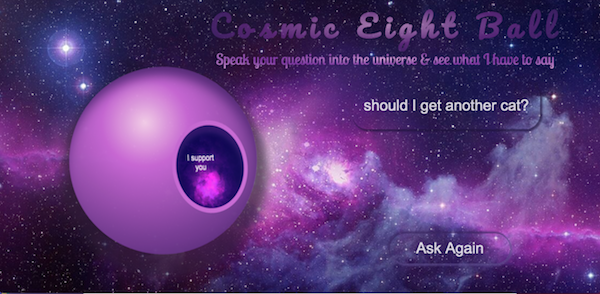 Cosmic Eight Ball
Speak your question into the universe & see what I have to say
should I get another cat?
I support
you
Ask Again